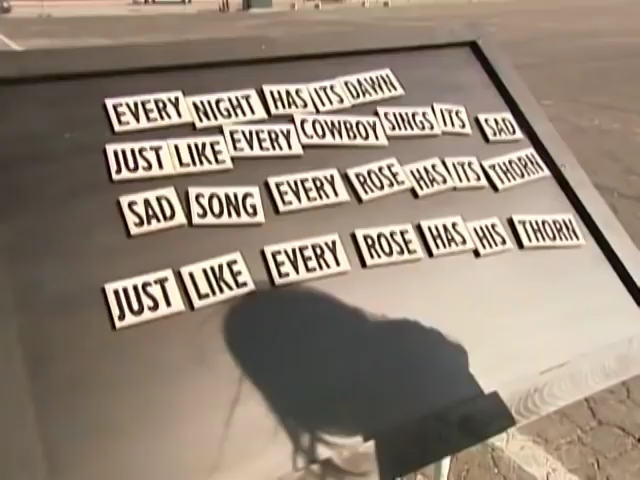 EVERY NIGHT HAS ITS DAWN
JUST LIKE EVERY COWBOY SINGS ITS SAD
SAD SONG EVERY ROSE HAS ITS THORN
JUST LIKE EVERY ROSE HAS HIS THORN